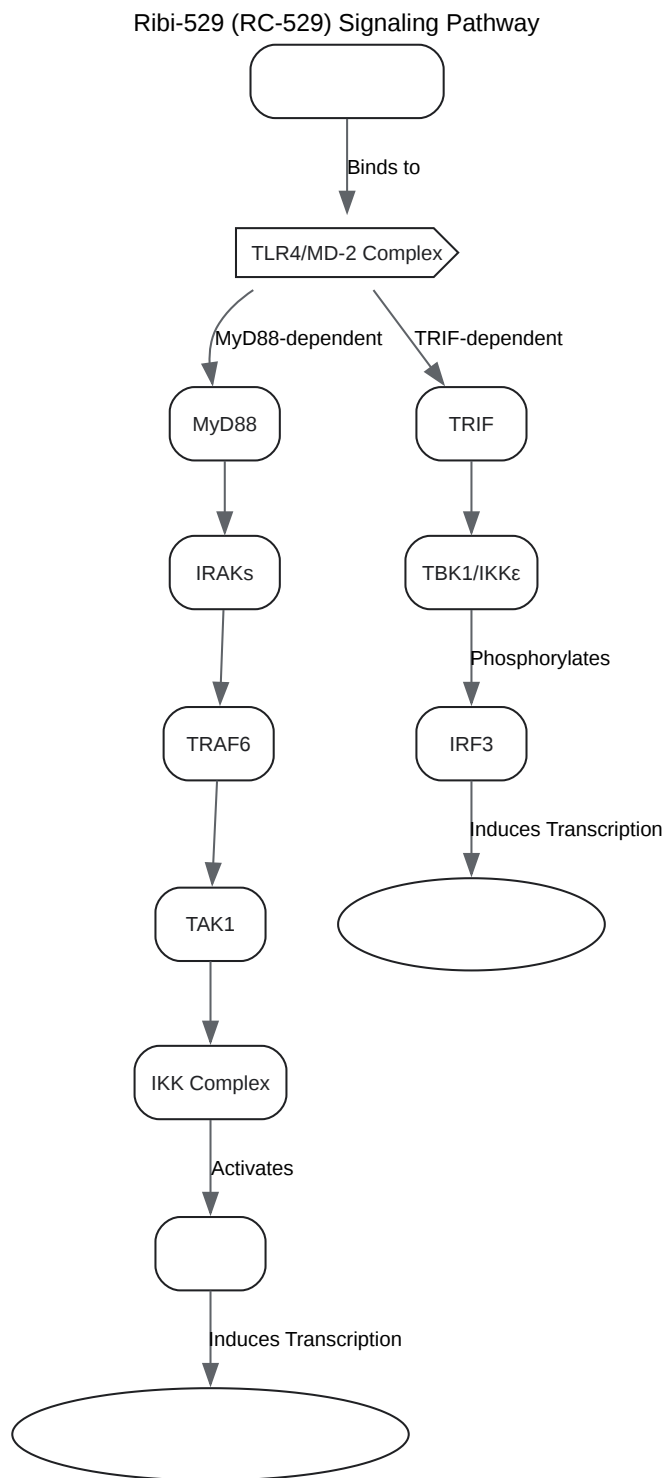 Ribi-529 (RC-529) Signaling Pathway
Binds to
TLR4/MD-2 Complex
MyD88-dependent
TRIF-dependent
MyD88
TRIF
IRAKs
TBK1/IKKε
Phosphorylates
TRAF6
IRF3
Induces Transcription
TAK1
IKK Complex
Activates
Induces Transcription